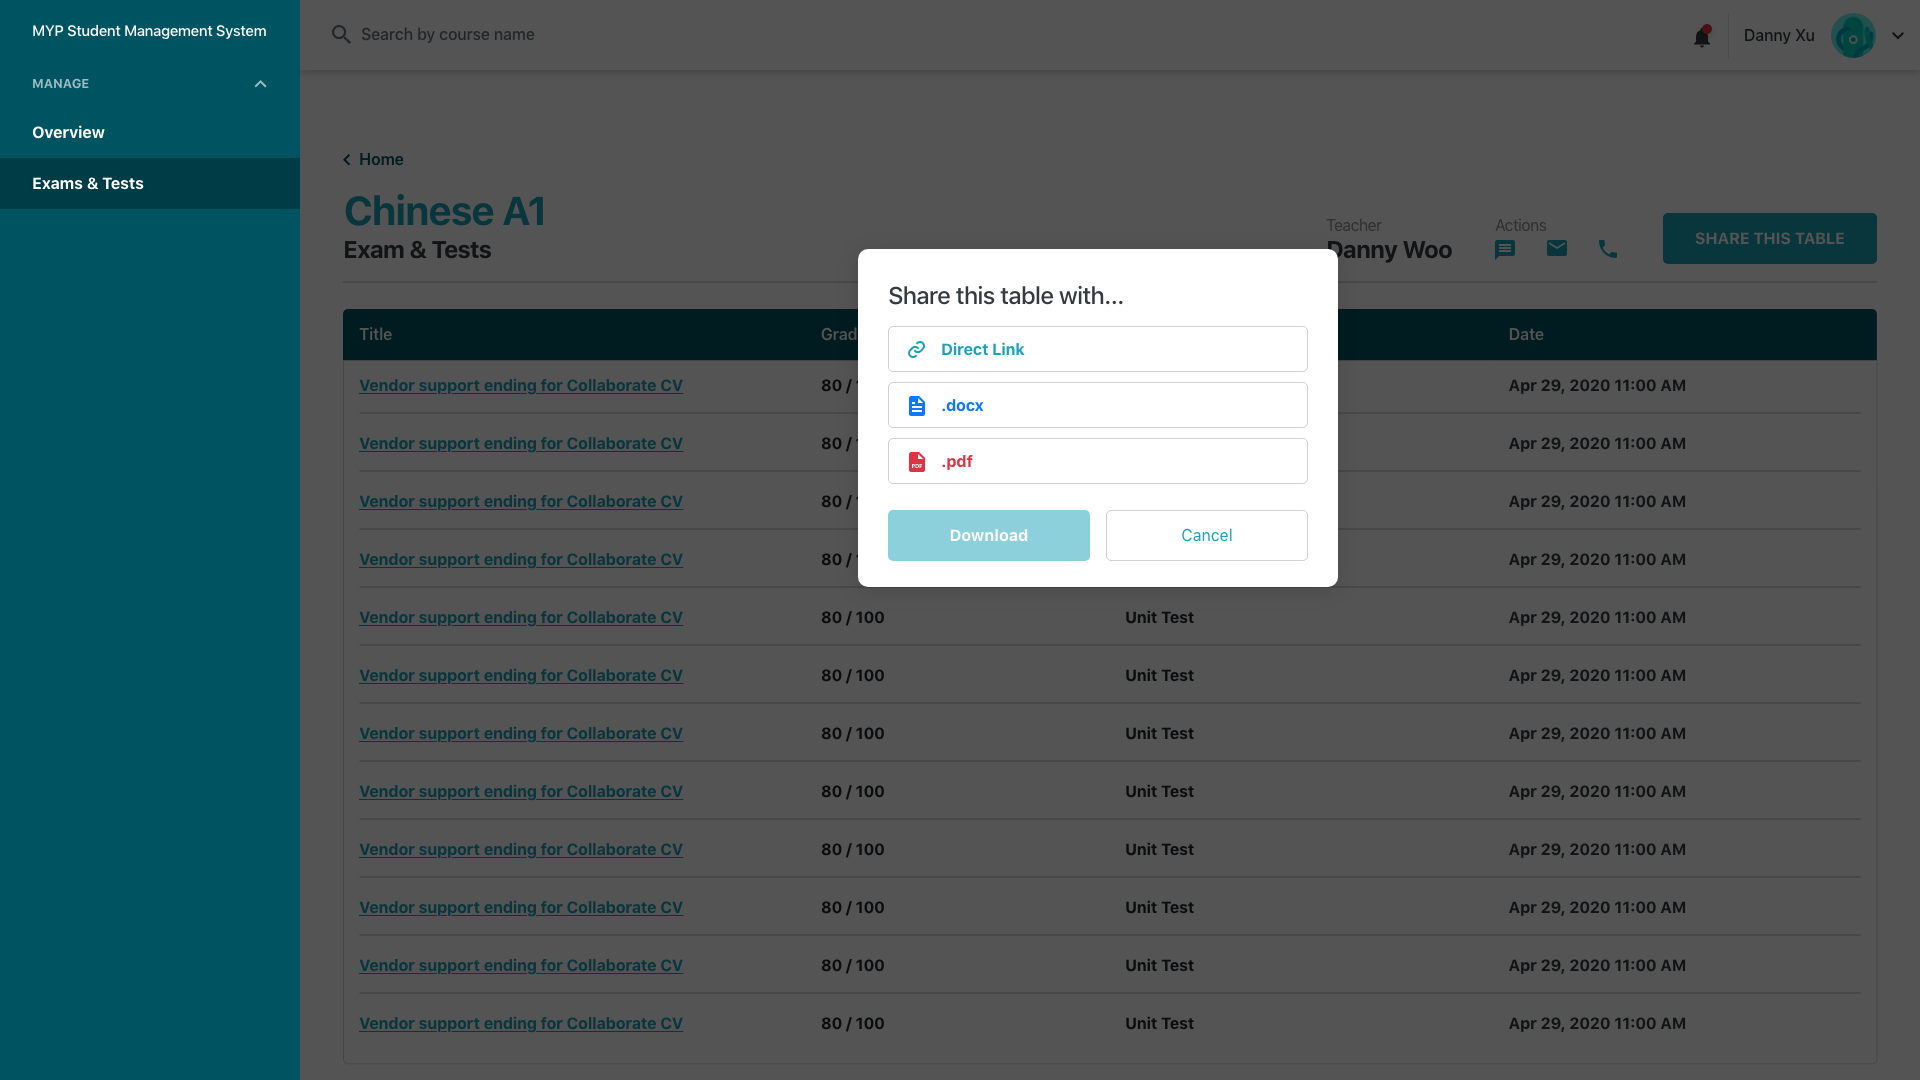 MYP Student Management System
MANAGE
Overview
Exams & Tests
Search by course name
Danny Xu
Home
Chinese A1
Exam & Tests
Teacher
Danny Woo
Actions
SHARE THIS TABLE
Share this table with...
Direct Link
.docx
PDF
.pdf
Download
Cancel
Title Grad Date
Vendor support ending for Collaborate CV 80 / Apr 29, 2020 11:00 AM
Vendor support ending for Collaborate CV 80 / Apr 29, 2020 11:00 AM
Vendor support ending for Collaborate CV 80 / Apr 29, 2020 11:00 AM
Vendor support ending for Collaborate CV 80 / Apr 29, 2020 11:00 AM
Vendor support ending for Collaborate CV 80 / 100 Unit Test Apr 29, 2020 11:00 AM
Vendor support ending for Collaborate CV 80 / 100 Unit Test Apr 29, 2020 11:00 AM
Vendor support ending for Collaborate CV 80 / 100 Unit Test Apr 29, 2020 11:00 AM
Vendor support ending for Collaborate CV 80 / 100 Unit Test Apr 29, 2020 11:00 AM
Vendor support ending for Collaborate CV 80 / 100 Unit Test Apr 29, 2020 11:00 AM
Vendor support ending for Collaborate CV 80 / 100 Unit Test Apr 29, 2020 11:00 AM
Vendor support ending for Collaborate CV 80 / 100 Unit Test Apr 29, 2020 11:00 AM
Vendor support ending for Collaborate CV 80 / 100 Unit Test Apr 29, 2020 11:00 AM